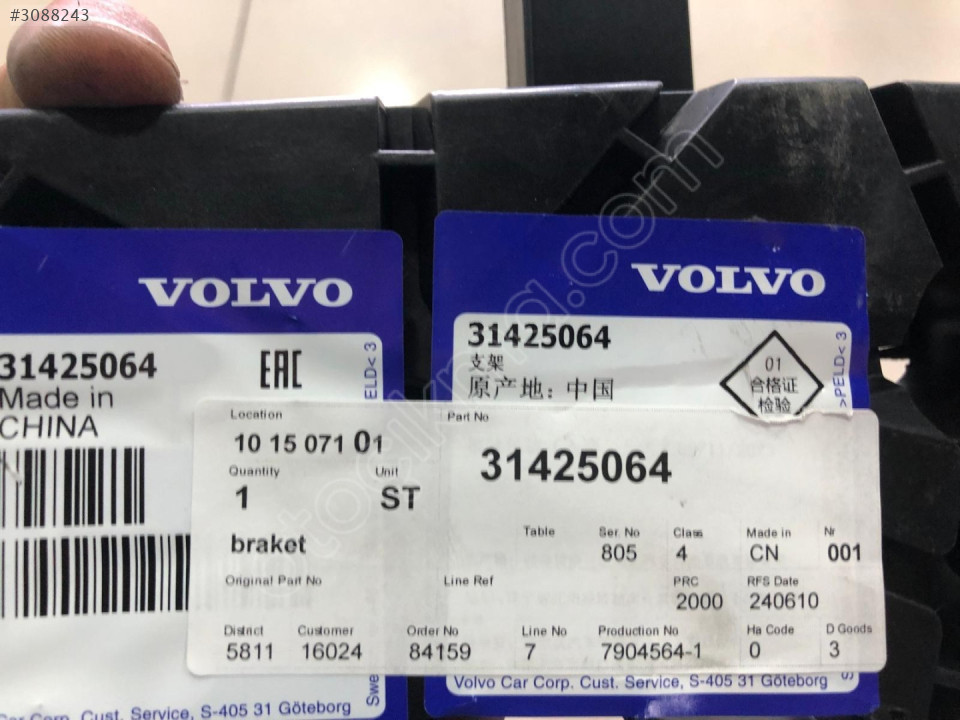 #3088243
VOLVO
31425064
Made in
CHINA
EAC
ELD< 3
VOLVO
31425064
支架
原产地：中国
01
合格证
检验
>PELD< 3
Location
10 15 071 01
Quantity
1
Unit
ST
braket
Original Part No
Part No
31425064
Table
Ser. No
805
Class
4
Made in
CN
Nr
001
Line Ref
PRC
2000
RFS Date
240610
District
5811
Customer
16024
Order No
84159
Line No
7
Production No
7904564-1
Ha Code
0
D Goods
3
Car Corp. Cust. Service, S-405 31 Göteborg
Swe
Volvo Car Corp. Cust. Service, S-405 31 Göteborg
S